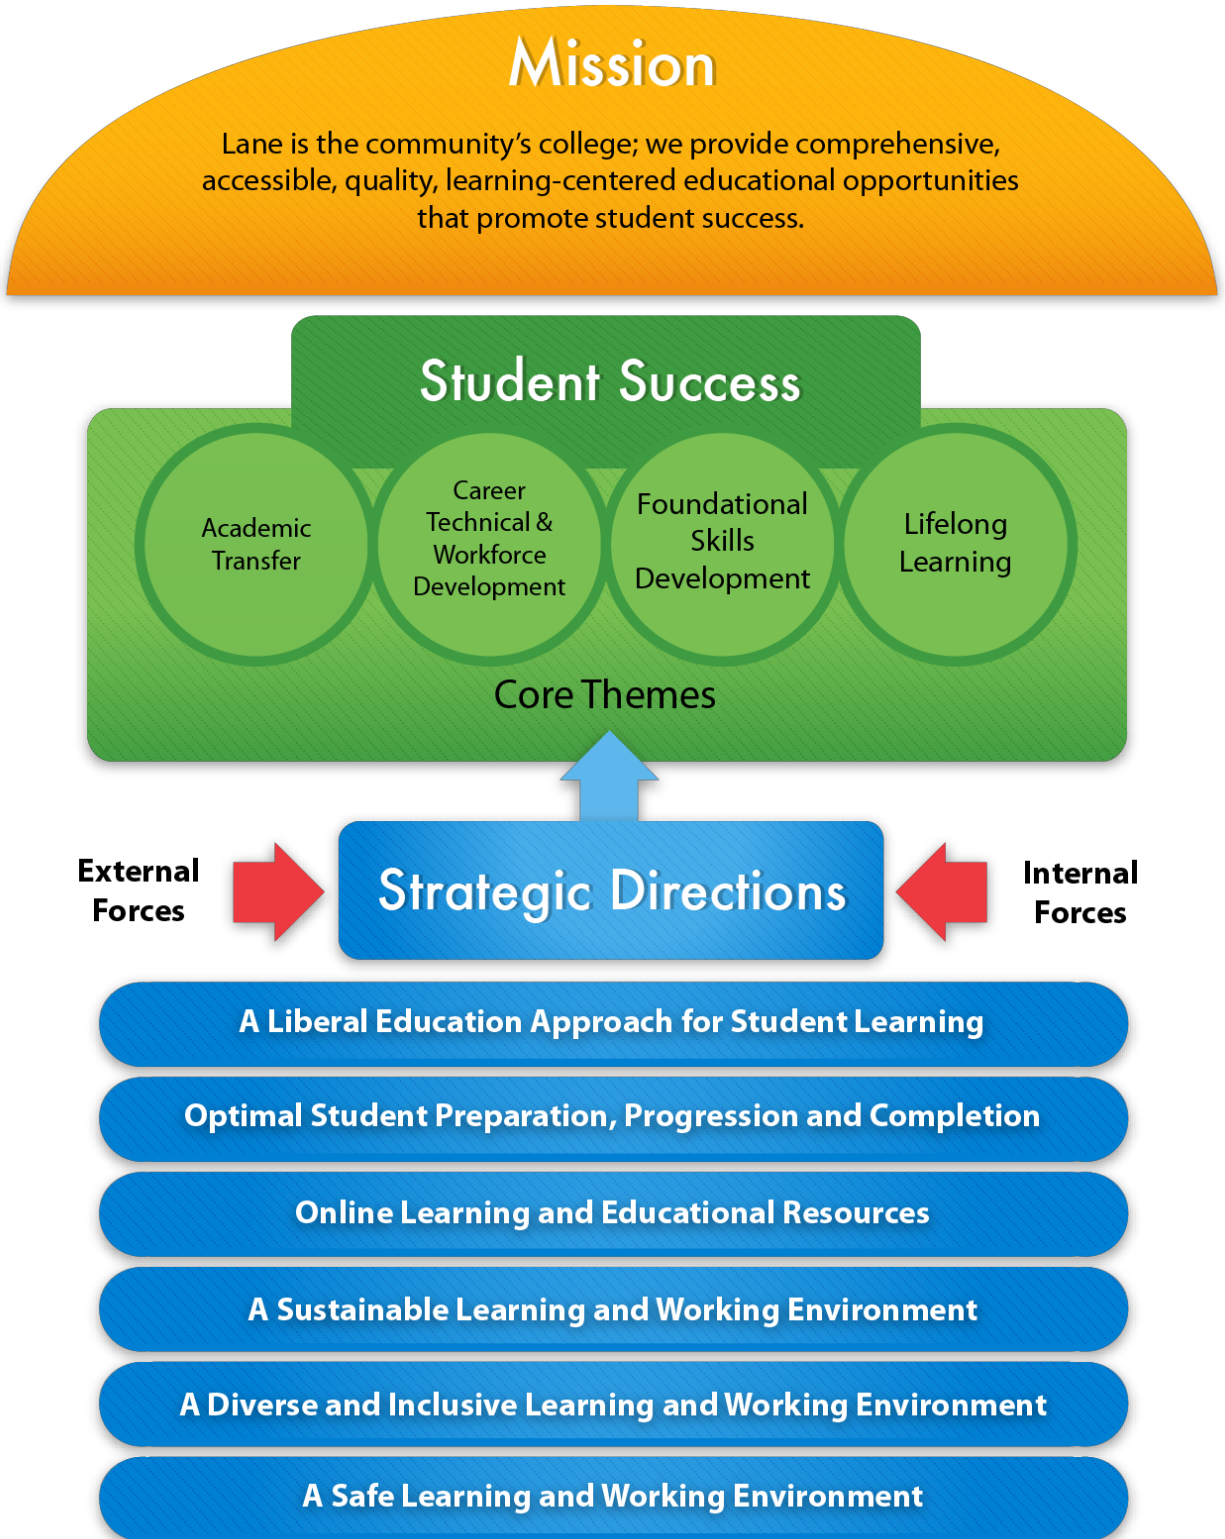 Mission
Lane is the community's college; we provide comprehensive,
accessible, quality, learning-centered educational opportunities
that promote student success.
Student Success
Academic
Transfer
Career
Technical &
Workforce
Development
Foundational
Skills
Development
Lifelong
Learning
Core Themes
External
Forces
Strategic Directions
Internal
Forces
A Liberal Education Approach for Student Learning
Optimal Student Preparation, Progression and Completion
Online Learning and Educational Resources
A Sustainable Learning and Working Environment
A Diverse and Inclusive Learning and Working Environment
A Safe Learning and Working Environment